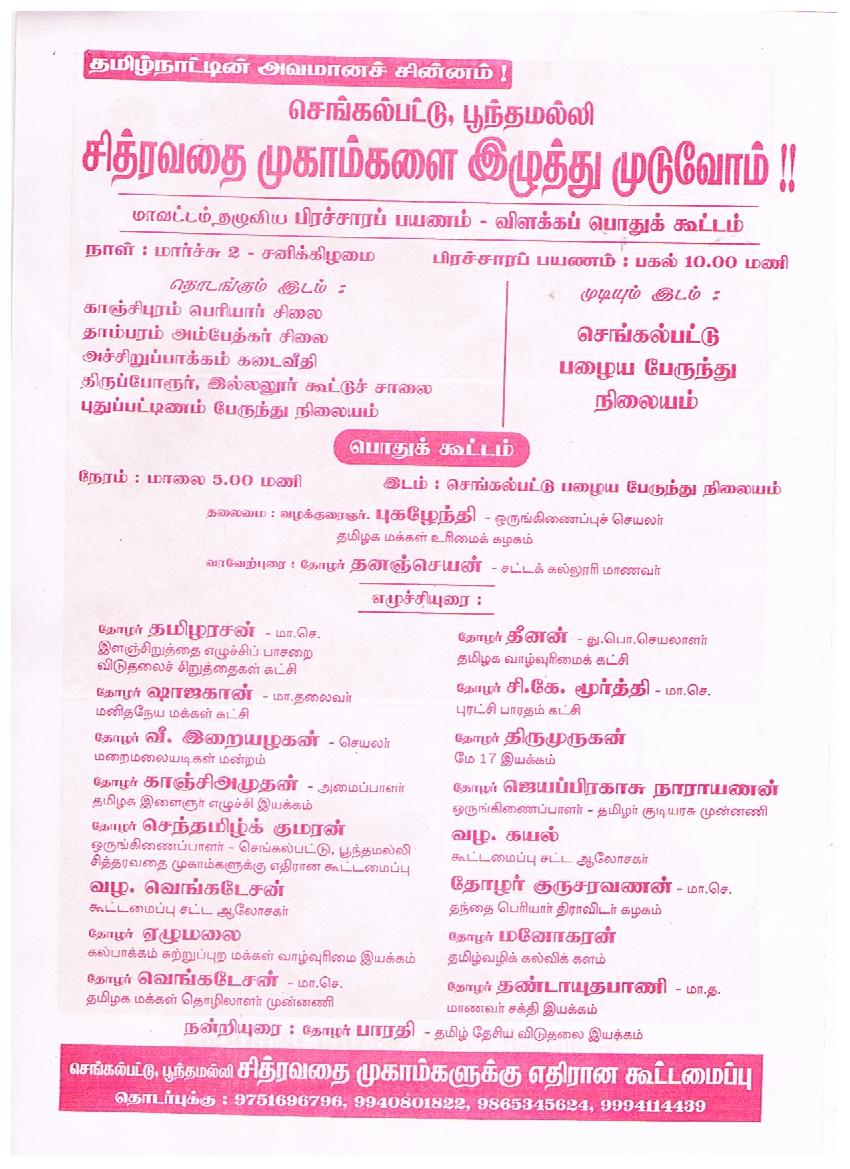 தமிழ்நாட்டின் அவமானச் சின்னம் !
செங்கல்பட்டு, பூந்தமல்லி
சித்ரவதை முகாம்களை இழுத்து முடுவோம் !!
மாவட்டம் தழுவிய பிரச்சாரப் பயணம் - விளக்கப் பொதுக் கூட்டம்
நாள் : மார்ச்சு 2 - சனிக்கிழமை
பிரச்சாரப் பயணம் : பகல் 10.00 மணி
தொடங்கும் இடம் :
காஞ்சிபுரம் பெரியார் சிலை
தாம்பரம் அம்பேத்கர் சிலை
அச்சிறுப்பாக்கம் கடைவீதி
திருப்போரூர், இல்லலூர் கூட்டுச் சாலை
புதுப்பட்டிணம் பேருந்து நிலையம்
முடியும் இடம் :
செங்கல்பட்டு
பழைய பேருந்து
நிலையம்
பொதுக் கூட்டம்
நேரம் : மாலை 5.00 மணி
இடம் : செங்கல்பட்டு பழைய பேருந்து நிலையம்
தலைமை : வழக்குரைஞர். புகழேந்தி - ஒருங்கிணைப்புச் செயலர்
தமிழக மக்கள் உரிமைக் கழகம்
வரவேற்புரை : தோழர் தனஞ்செயன் - சட்டக் கல்லூரி மாணவர்
எழுச்சியுரை :
தோழர் தமிழரசன் - மா.செ.
இளஞ்சிறுத்தை எழுச்சிப் பாசறை
விடுதலைச் சிறுத்தைகள் கட்சி
தோழர் ஷாஜகான் - மா.தலைவர்
மனிதநேய மக்கள் கட்சி
தோழர் வீ. இறையழகன் - செயலர்
மறைமலையடிகள் மன்றம்
தோழர் காஞ்சிஅமுதன் - அமைப்பாளர்
தமிழக இளைஞர் எழுச்சி இயக்கம்
தோழர் செந்தமிழ்க் குமரன்
ஒருங்கிணைப்பாளர் - செங்கல்பட்டு, பூந்தமல்லி
சித்தரவதை முகாம்களுக்கு எதிரான கூட்டமைப்பு
வழ. வெங்கடேசன்
கூட்டமைப்பு சட்ட ஆலோசகர்
தோழர் ஏழுமலை
கல்பாக்கம் சுற்றுப்புற மக்கள் வாழ்வுரிமை இயக்கம்
தோழர் வெங்கடேசன் - மா.செ.
தமிழக மக்கள் தொழிலாளர் முன்னணி
தோழர் தீனன் - து.பொ.செயலாளர்
தமிழக வாழ்வுரிமைக் கட்சி
தோழர் சி.கே. மூர்த்தி - மா.செ.
புரட்சி பாரதம் கட்சி
தோழர் திருமுருகன்
மே 17 இயக்கம்
தோழர் ஜெயப்பிரகாசு நாராயணன்
ஒருங்கிணைப்பாளர் - தமிழர் குடியரசு முன்னணி
வழ. கயல்
கூட்டமைப்பு சட்ட ஆலோசகர்
தோழர் குருசரவணன் - மா.செ.
தந்தை பெரியார் திராவிடர் கழகம்
தோழர் மனோகரன்
தமிழ்வழிக் கல்விக் களம்
தோழர் தண்டாயுதபாணி - மா.த.
மாணவர் சக்தி இயக்கம்
நன்றியுரை : தோழர் பாரதி - தமிழ் தேசிய விடுதலை இயக்கம்
செங்கல்பட்டு, பூந்தமல்லி சித்ரவதை முகாம்களுக்கு எதிரான கூட்டமைப்பு
தொடர்புக்கு : 9751696796, 9940801822, 9865345624, 9994114439